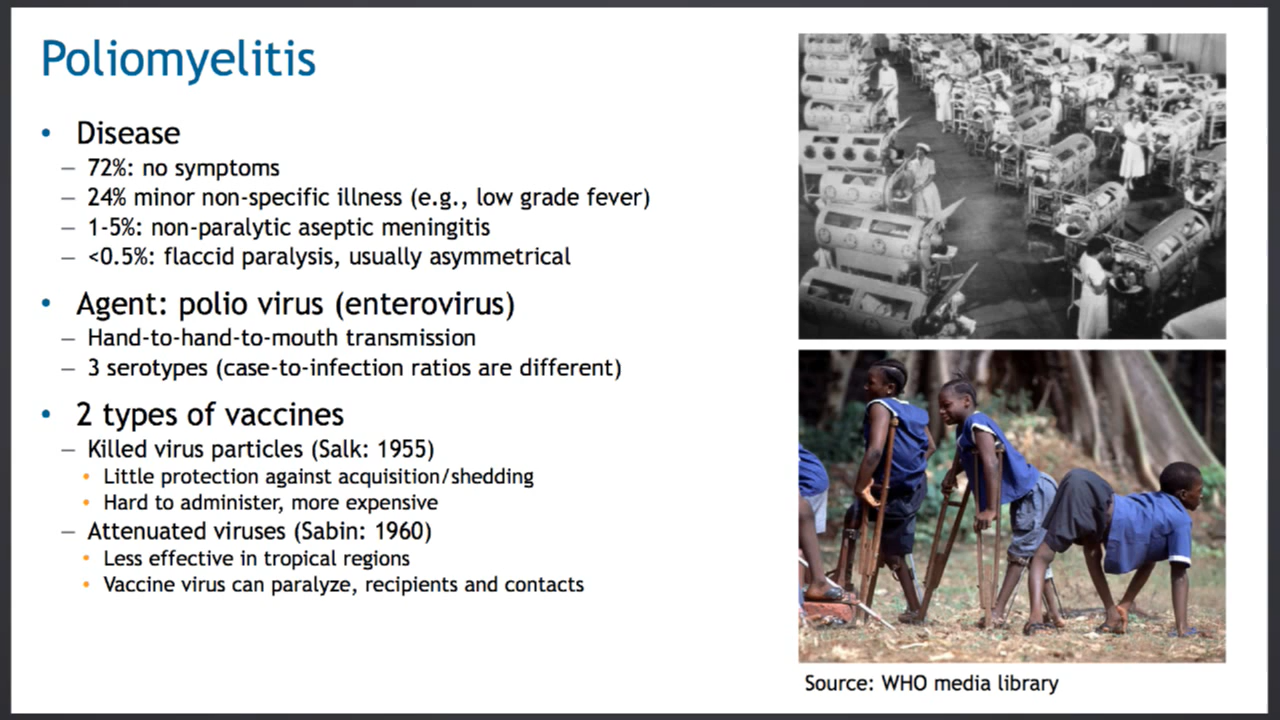 Poliomyelitis
• Disease
– 72%: no symptoms
– 24% minor non-specific illness (e.g., low grade fever)
– 1-5%: non-paralytic aseptic meningitis
– <0.5%: flaccid paralysis, usually asymmetrical
• Agent: polio virus (enterovirus)
– Hand-to-hand-to-mouth transmission
– 3 serotypes (case-to-infection ratios are different)
• 2 types of vaccines
– Killed virus particles (Salk: 1955)
• Little protection against acquisition/shedding
• Hard to administer, more expensive
– Attenuated viruses (Sabin: 1960)
• Less effective in tropical regions
• Vaccine virus can paralyze, recipients and contacts
Source: WHO media library